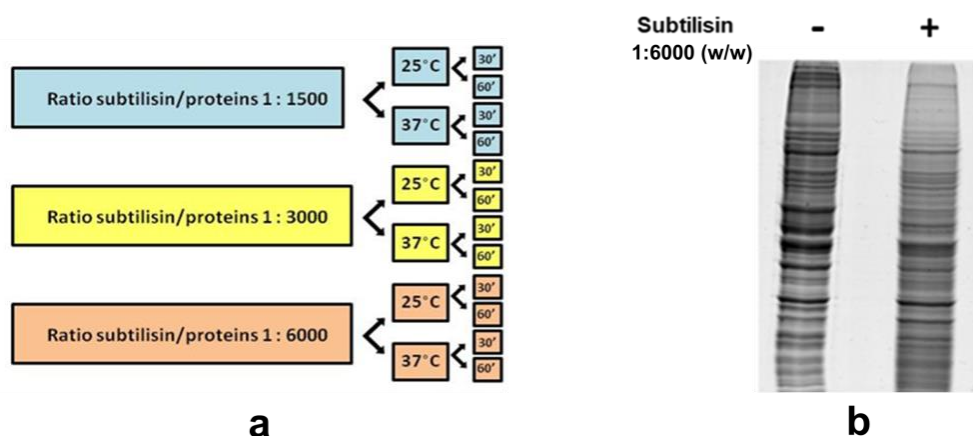 Ratio subtilisin/proteins 1 : 1500
25°C
30'
60'
37°C
30'
60'
Ratio subtilisin/proteins 1 : 3000
25°C
30'
60'
37°C
30'
60'
Ratio subtilisin/proteins 1 : 6000
25°C
30'
60'
37°C
30'
60'
a
Subtilisin - +
1:6000 (w/w)
b